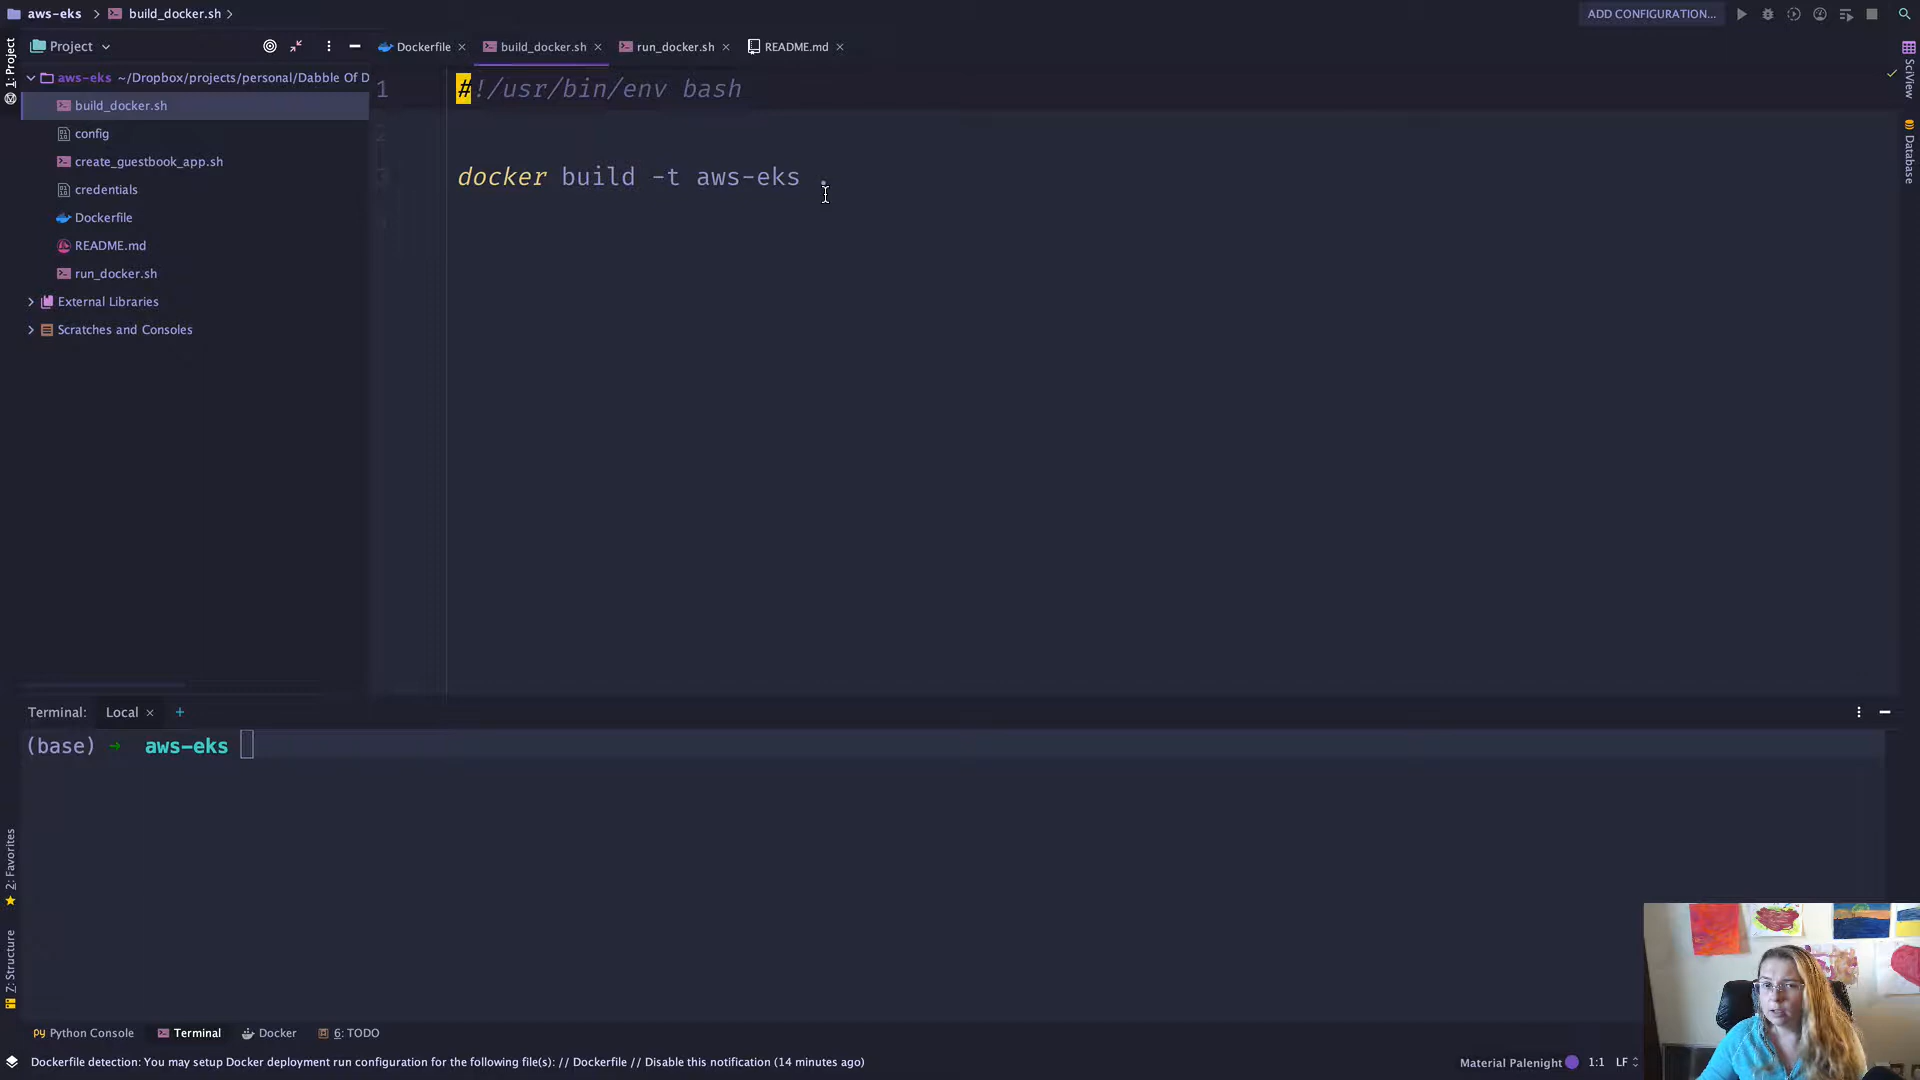 aws-eks
build_docker.sh
ADD CONFIGURATION...
1: Project
Project
Dockerfile
build_docker.sh
run_docker.sh
README.md
aws-eks ~/Dropbox/projects/personal/Dabble Of D
build_docker.sh
config
create_guestbook_app.sh
credentials
Dockerfile
README.md
run_docker.sh
External Libraries
Scratches and Consoles
1 #!/usr/bin/env bash
2
3 docker build -t aws-eks .
SciView
Database
Terminal:
Local
+
(base) → aws-eks
2: Favorites
Z: Structure
Python Console
Terminal
Docker
6: TODO
Dockerfile detection: You may setup Docker deployment run configuration for the following file(s): // Dockerfile // Disable this notification (14 minutes ago)
Material Palenight
1:1
LF